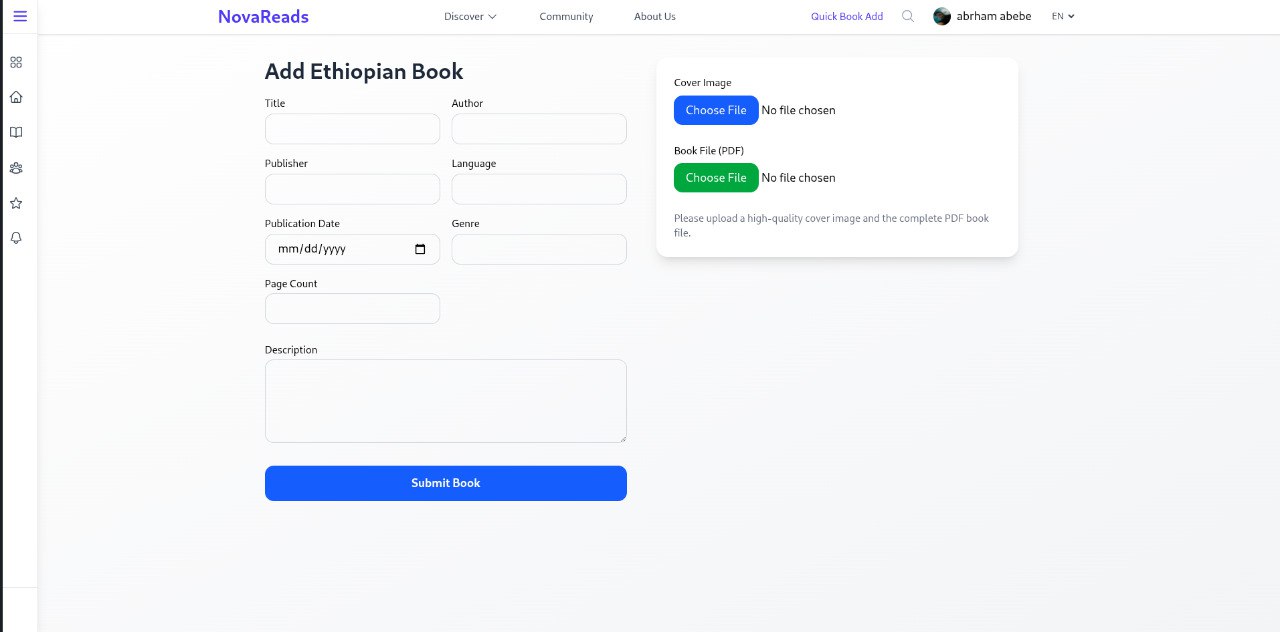 NovaReads
Discover
Community
About Us
Quick Book Add
abrham abebe
EN
Add Ethiopian Book
Title
Author
Publisher
Language
Publication Date
Genre
mm/dd/yyyy
Page Count
Description
Submit Book
Cover Image
Choose File No file chosen
Book File (PDF)
Choose File No file chosen
Please upload a high-quality cover image and the complete PDF book
file.